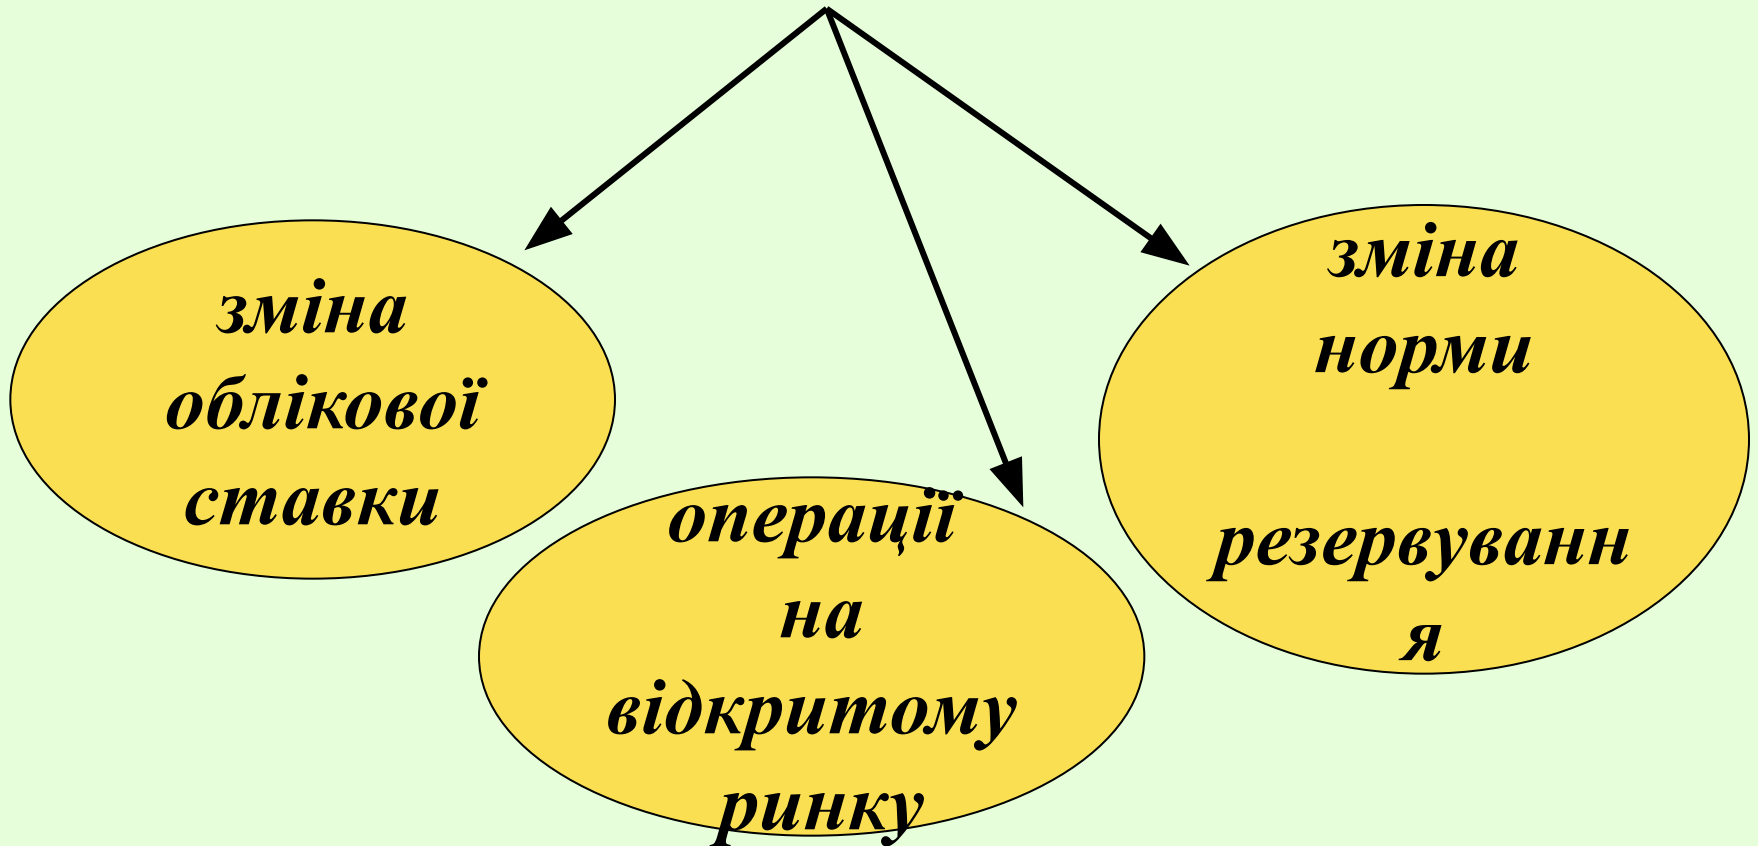 зміна
облікової
ставки
операції
на
відкритому
ринку
зміна
норми
резервуванн
я